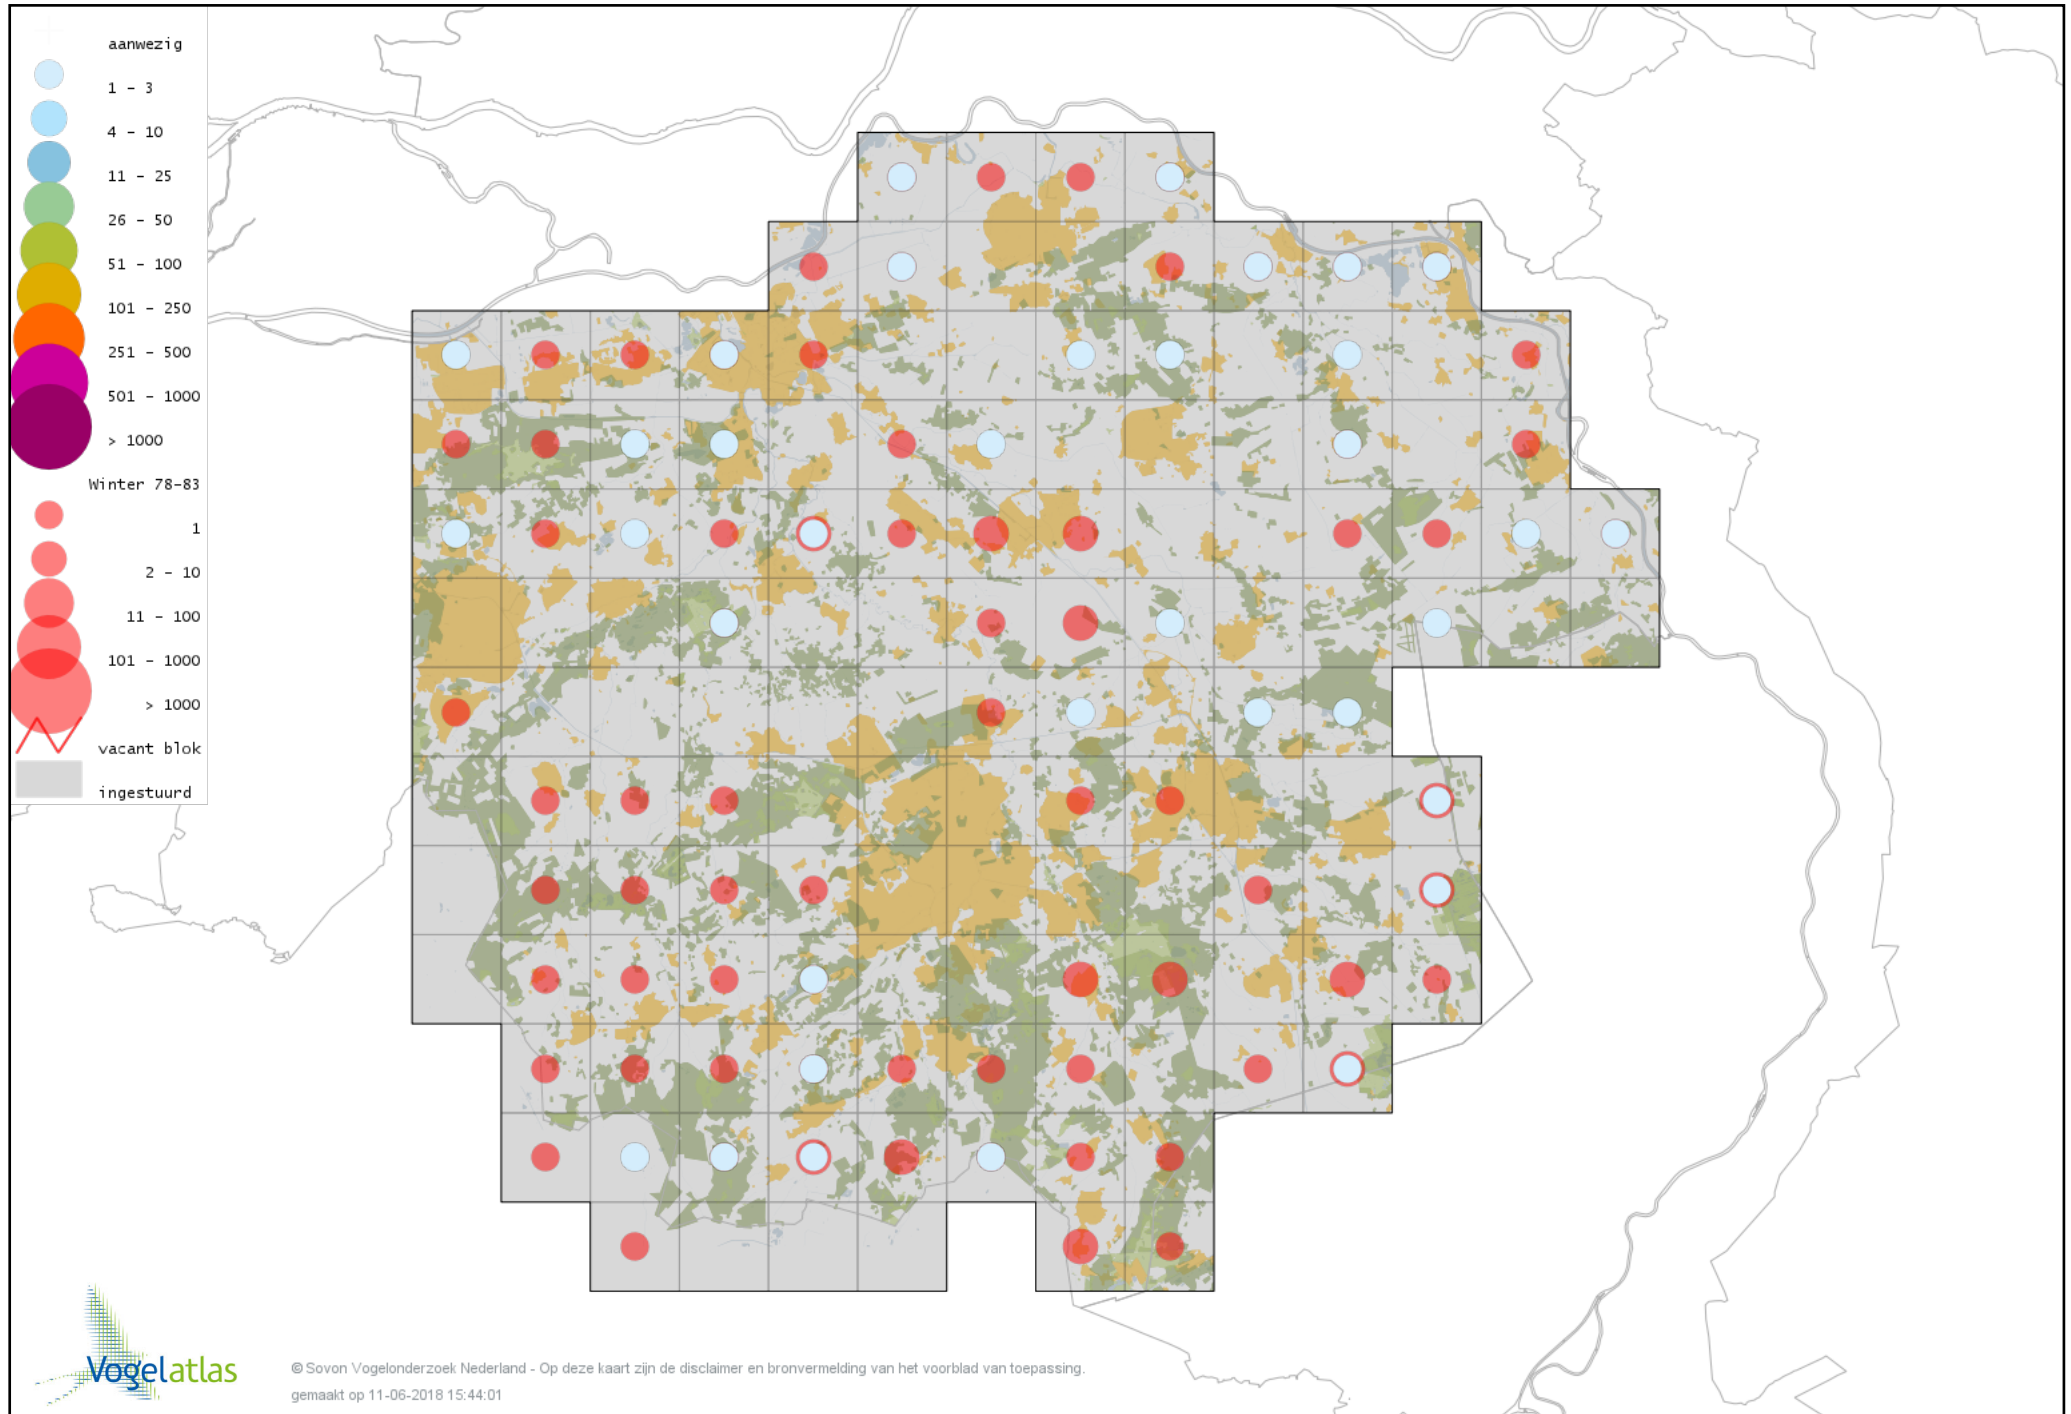 aanwezig
1 - 3
4 - 10
11 - 25
26 - 50
51 - 100
101 - 250
251 - 500
501 - 1000
> 1000
Winter 78-83
1
2 - 10
11 - 100
101 - 1000
> 1000
vacant blok
ingestuurd
Vogelatlas
© Sovon Vogelonderzoek Nederland - Op deze kaart zijn de disclaimer en bronvermelding van het voorblad van toepassing.
gemaakt op 11-06-2018 15:44:01